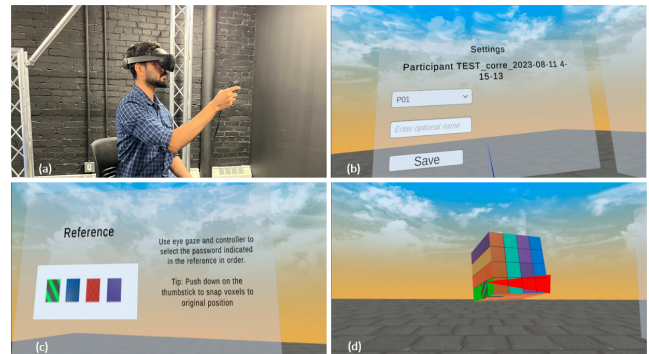 (a)
Settings
Participant TEST_corre_2023-08-11 4-
15-13
P01
Enter optional name
Save
(b)
Reference
Use eye gaze and controller to
select the password indicated
in the reference in order.
Tip: Push down on the
thumbstick to snap voxels to
original position
(c)
(d)